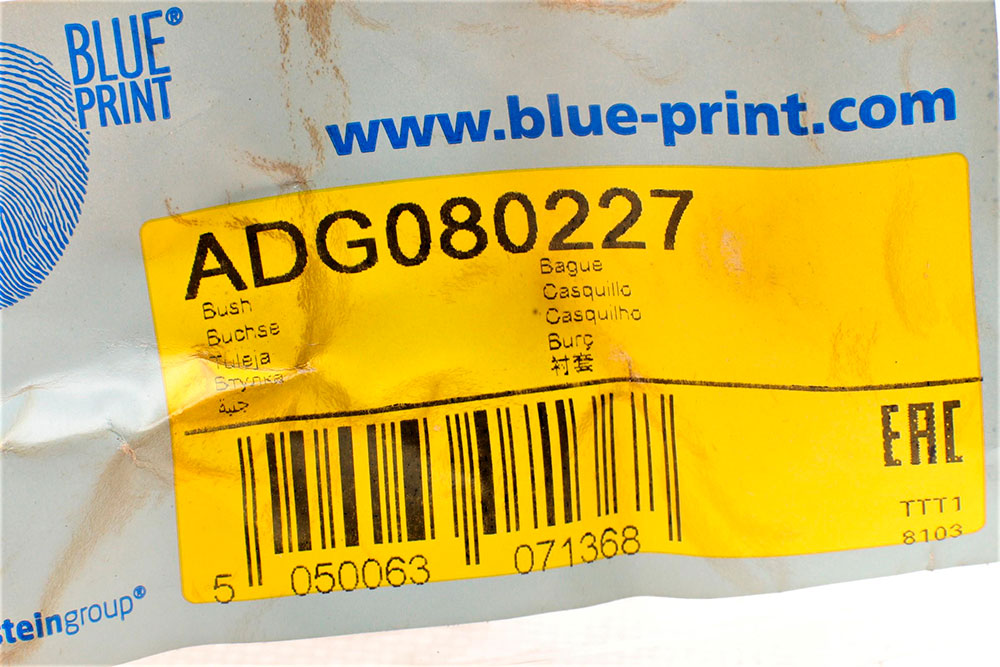 BLUE®
PRINT
www.blue-print.com
ADG080227
Bush
Buchse
Tuleja
Втулка
جلبة
Bague
Casquillo
Casquilho
Burç
衬套
EAC
TTT1
8103
5 050063 071368
steingroup®